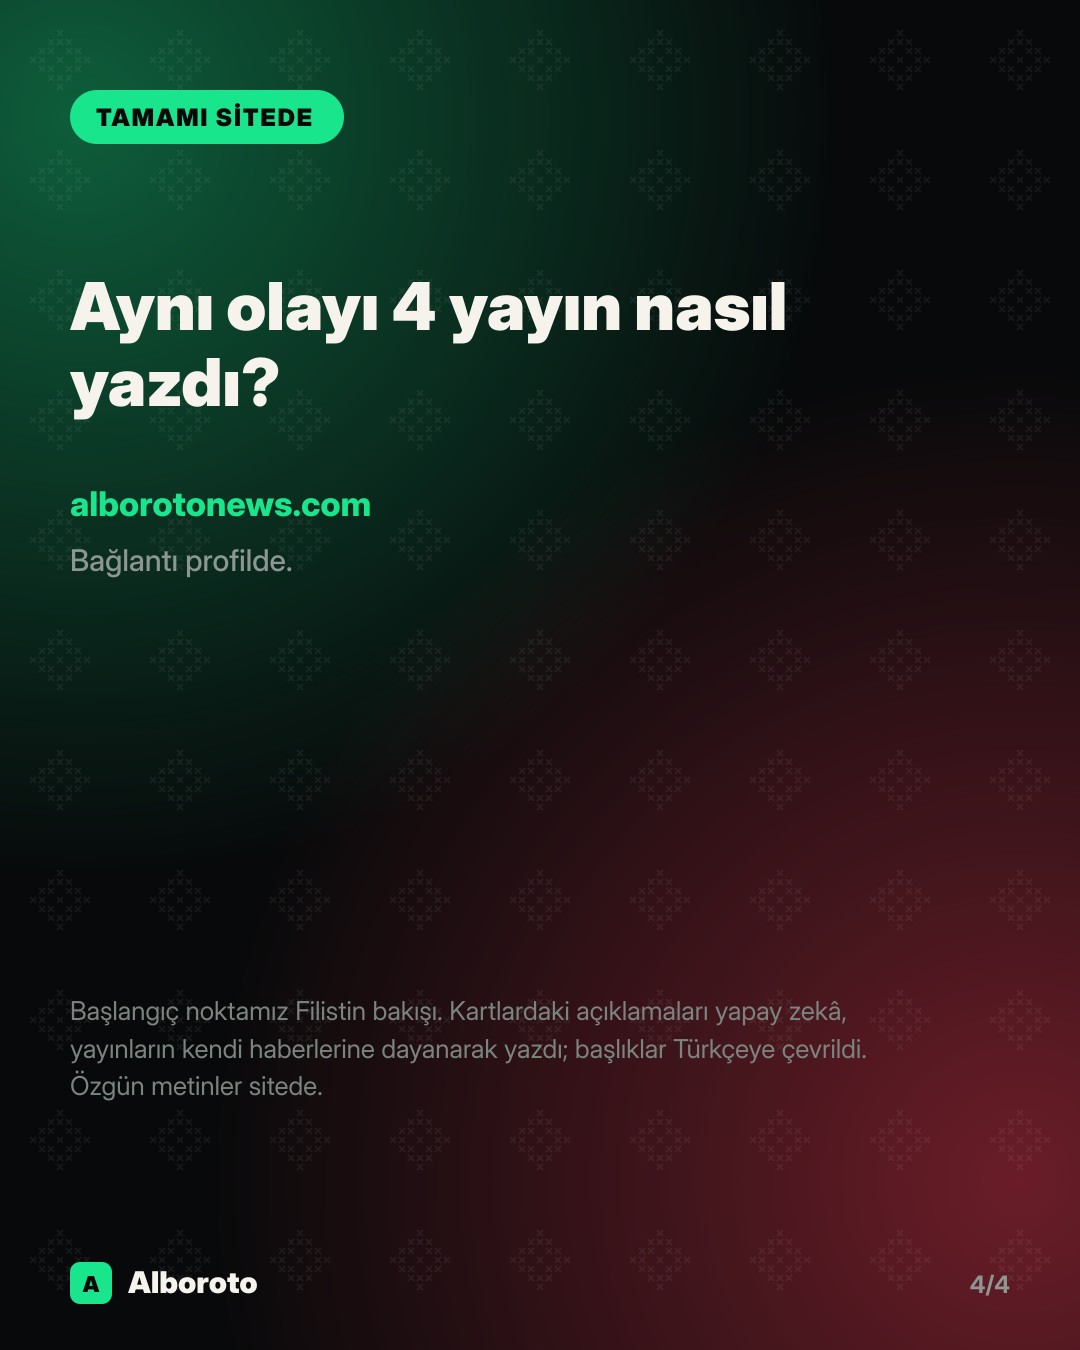 TAMAMI SİTEDE
Aynı olayı 4 yayın nasıl
yazdı?
alborotonews.com
Bağlantı profilde.
Başlangıç noktamız Filistin bakışı. Kartlardaki açıklamaları yapay zekâ,
yayınların kendi haberlerine dayanarak yazdı; başlıklar Türkçeye çevrildi.
Özgün metinler sitede.
A Alboroto
4/4